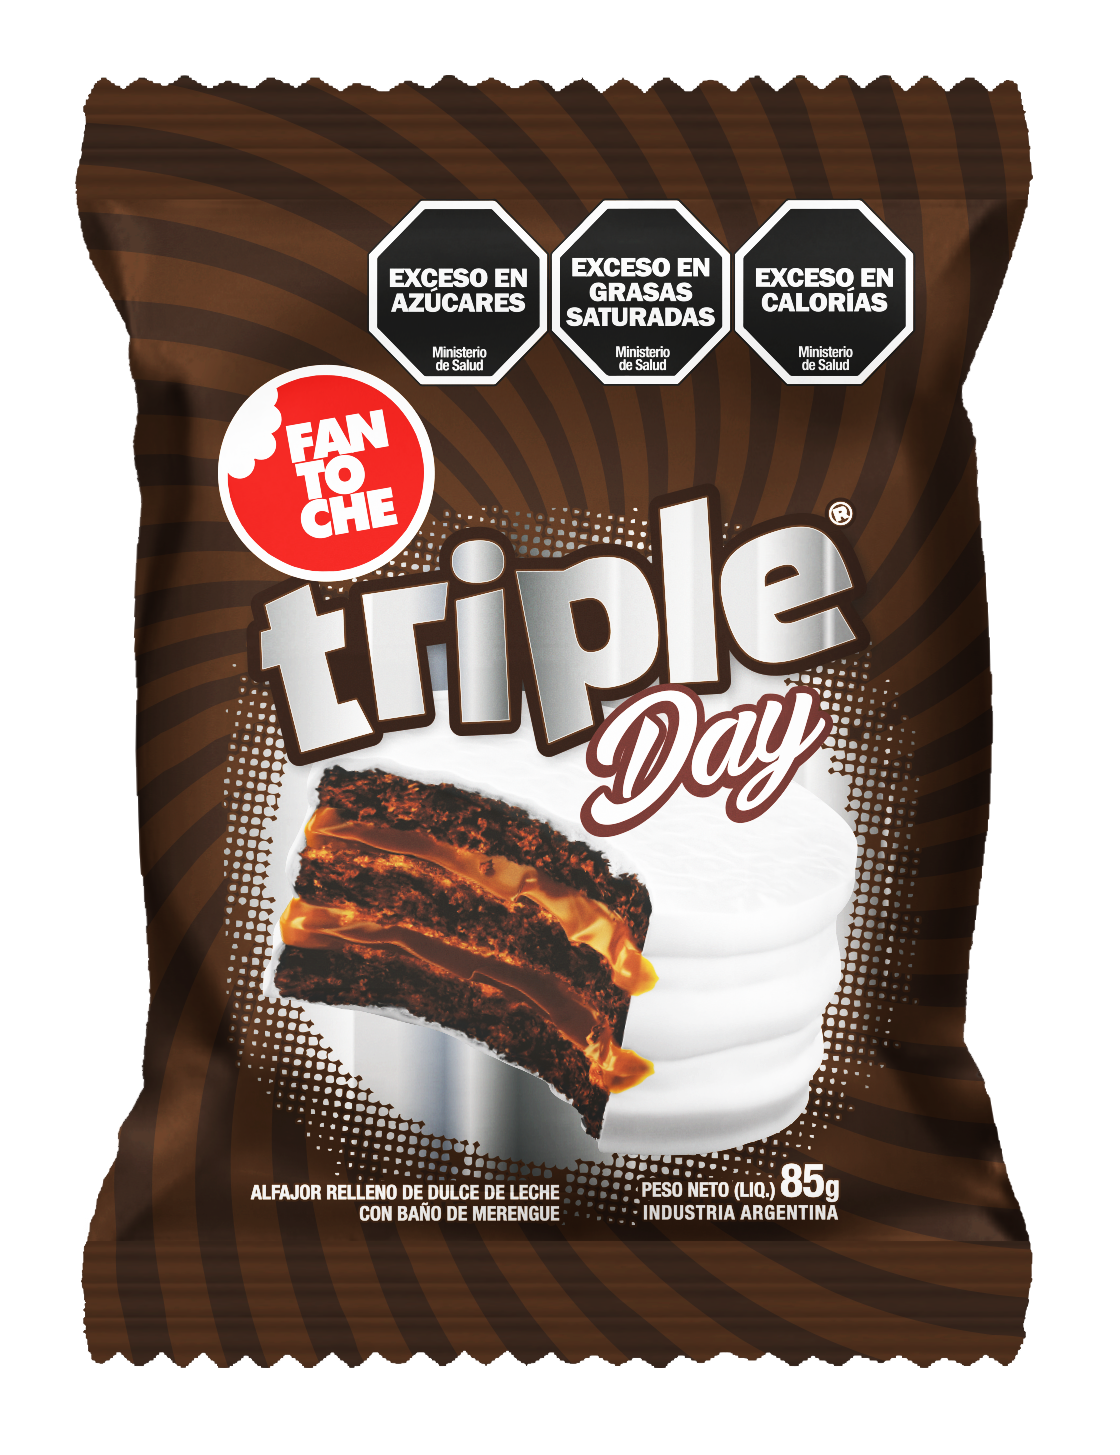 EXCESO EN
AZÚCARES
Ministerio
de Salud
EXCESO EN
GRASAS
SATURADAS
Ministerio
de Salud
EXCESO EN
CALORÍAS
Ministerio
de Salud
FAN
TO
CHE
triple®
Day
ALFAJOR RELLENO DE DULCE DE LECHE
CON BAÑO DE MERENGUE
PESO NETO (LIQ.) 85g
INDUSTRIA ARGENTINA